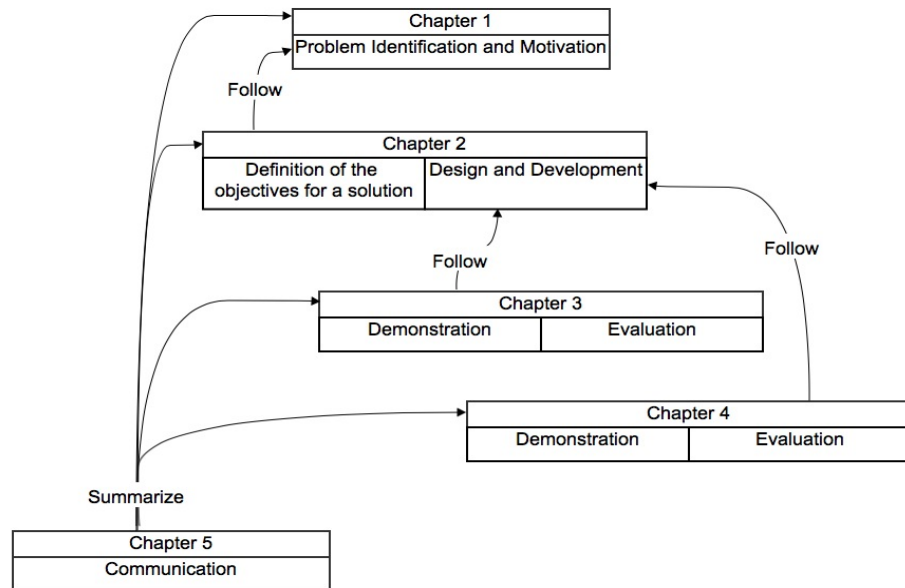 Chapter 1
Problem Identification and Motivation
Follow
Chapter 2
Definition of the
objectives for a solution
Design and Development
Follow
Follow
Chapter 3
Demonstration
Evaluation
Chapter 4
Demonstration
Evaluation
Summarize
Chapter 5
Communication